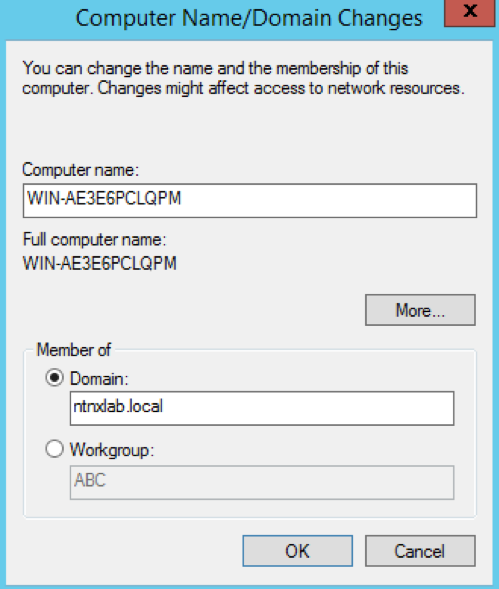 Computer Name/Domain Changes
x
You can change the name and the membership of this
computer. Changes might affect access to network resources.
Computer name:
WIN-AE3E6PCLQPM
Full computer name:
WIN-AE3E6PCLQPM
More...
Member of
Domain:
ntnxlab.local
Workgroup:
ABC
OK Cancel